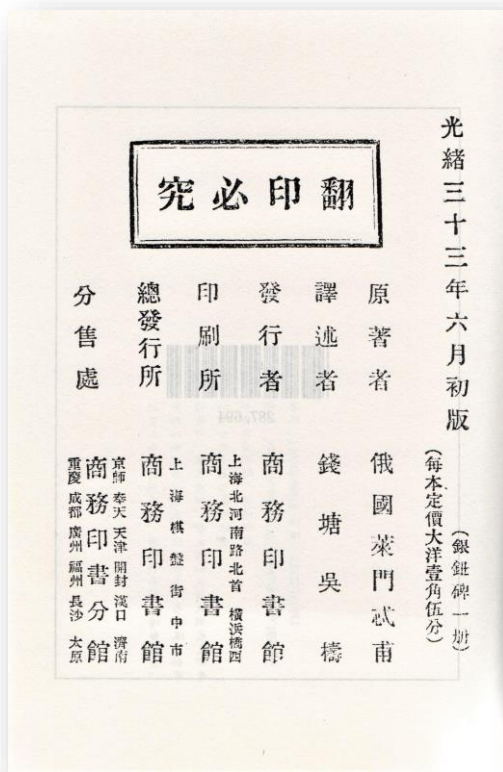 光緒三十三年六月初版
(銀鈕碑一册)
(每本定價大洋壹角伍分)
翻印必究
原著者 俄國萊門忒甫
譯述者 錢塘吳檮
發行者 商務印書館
印刷所 上海北河南路北首 橫浜橋西 商務印書館
總發行所 上海棋盤街中市 商務印書館
分售處 京師 奉天 天津 開封 漢口 濟南
商務印書分館
重慶 成都 廣州 福州 長沙 太原
287,694